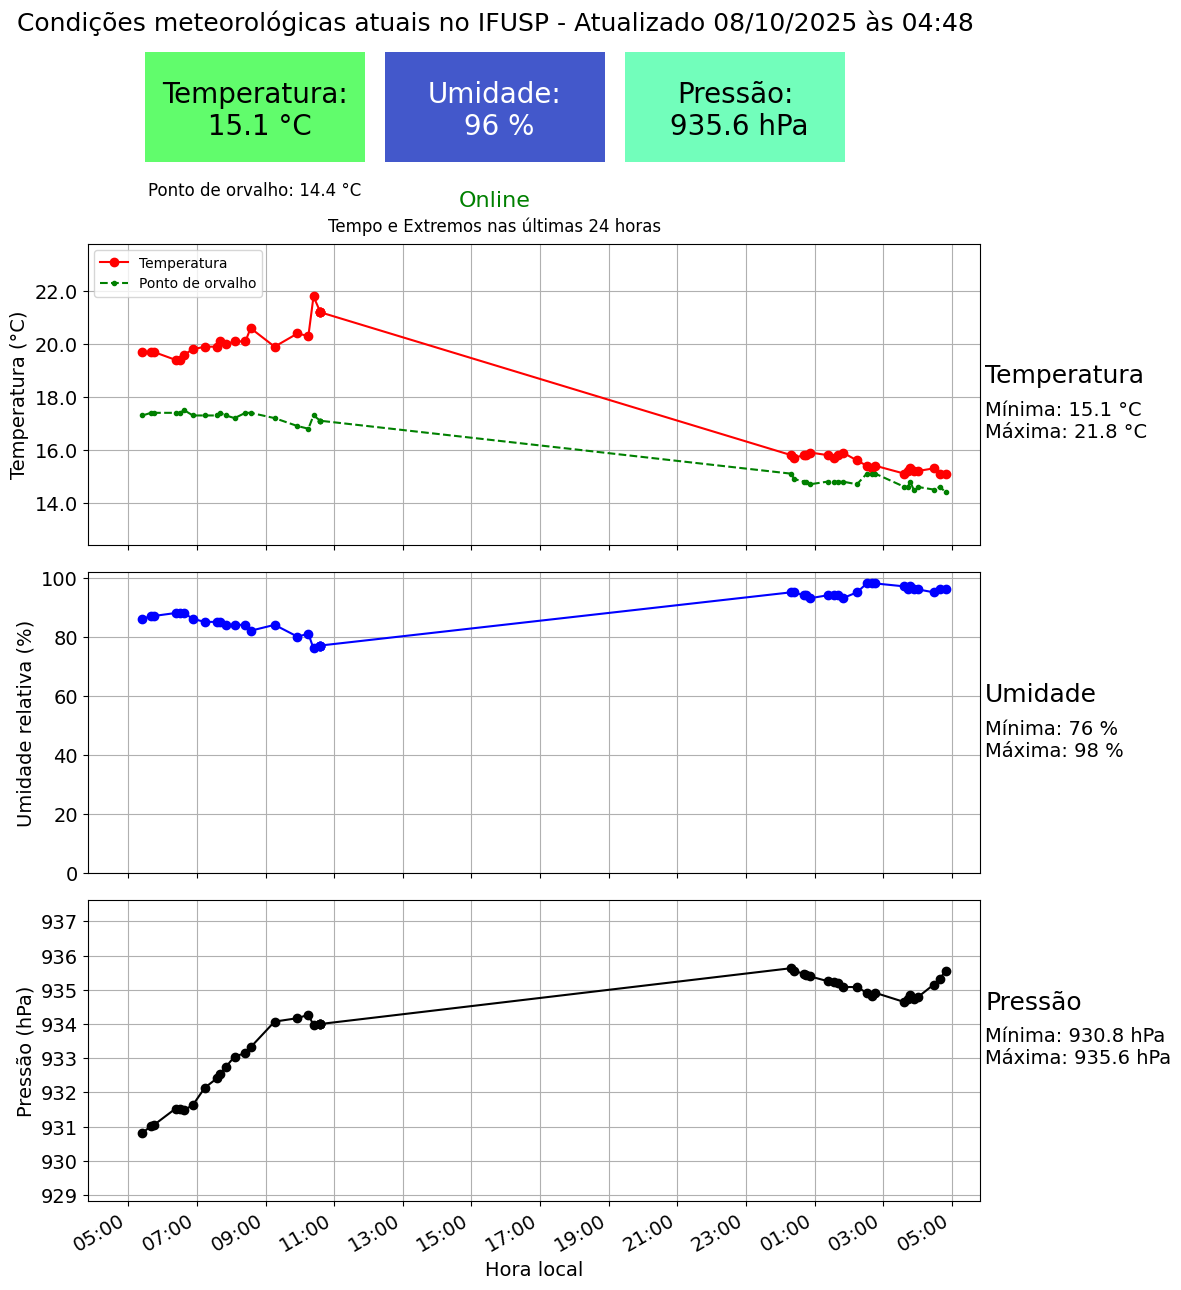 Condições meteorológicas atuais no IFUSP - Atualizado 08/10/2025 às 04:48
Temperatura:
15.1 °C
Umidade:
96 %
Pressão:
935.6 hPa
Ponto de orvalho: 14.4 °C
Online
Tempo e Extremos nas últimas 24 horas
Temperatura
Ponto de orvalho
Temperatura (°C)
22.0
20.0
18.0
16.0
14.0
Temperatura
Mínima: 15.1 °C
Máxima: 21.8 °C
Umidade relativa (%)
100
80
60
40
20
0
Umidade
Mínima: 76 %
Máxima: 98 %
Pressão (hPa)
937
936
935
934
933
932
931
930
929
Pressão
Mínima: 930.8 hPa
Máxima: 935.6 hPa
05:00
07:00
09:00
11:00
13:00
15:00
17:00
19:00
21:00
23:00
01:00
03:00
05:00
Hora local